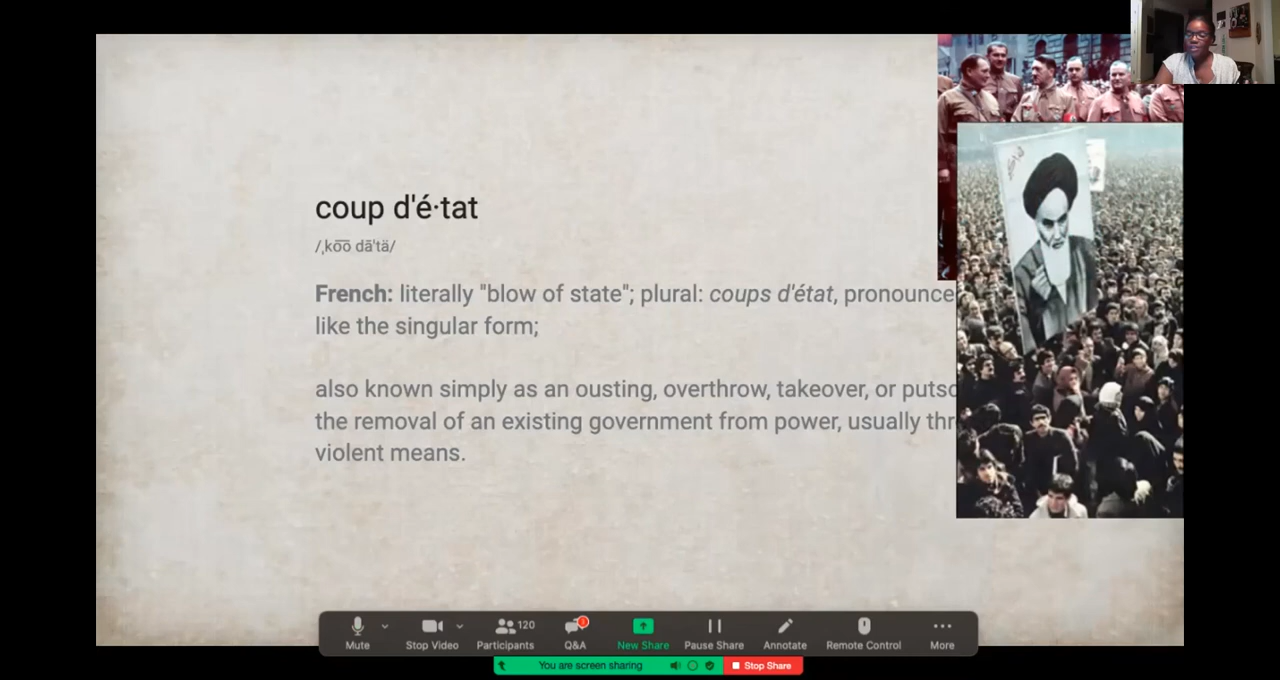 coup d'é·tat
/ˌko͞o dāˈtä/
French: literally "blow of state"; plural: coups d'état, pronounce
like the singular form;
also known simply as an ousting, overthrow, takeover, or putsc
the removal of an existing government from power, usually thr
violent means.
120
Mute
Stop Video
Participants
Q&A
New Share
Pause Share
Annotate
Remote Control
More
You are screen sharing
Stop Share